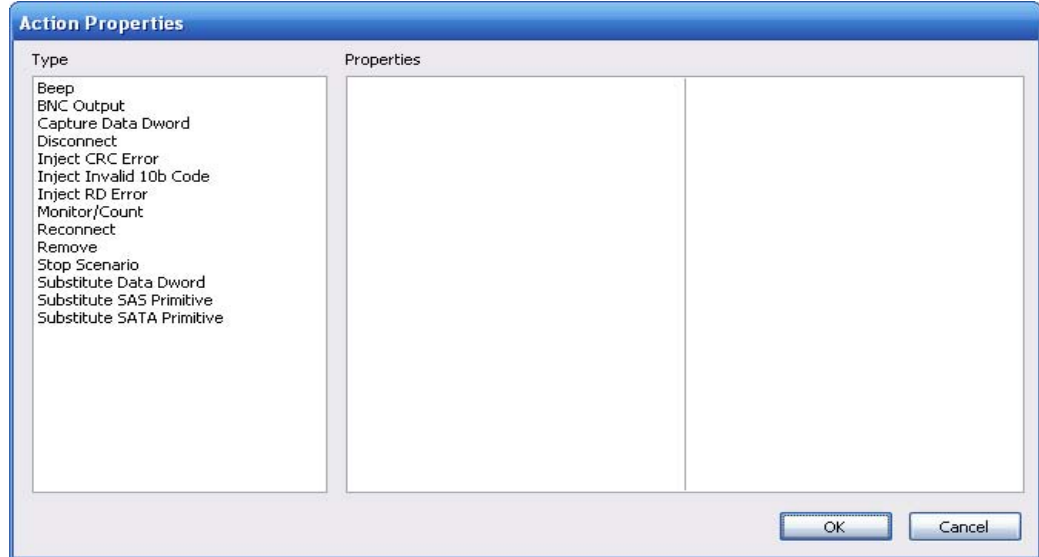 Action Properties
Type
Properties
Beep
BNC Output
Capture Data Dword
Disconnect
Inject CRC Error
Inject Invalid 10b Code
Inject RD Error
Monitor/Count
Reconnect
Remove
Stop Scenario
Substitute Data Dword
Substitute SAS Primitive
Substitute SATA Primitive
OK
Cancel